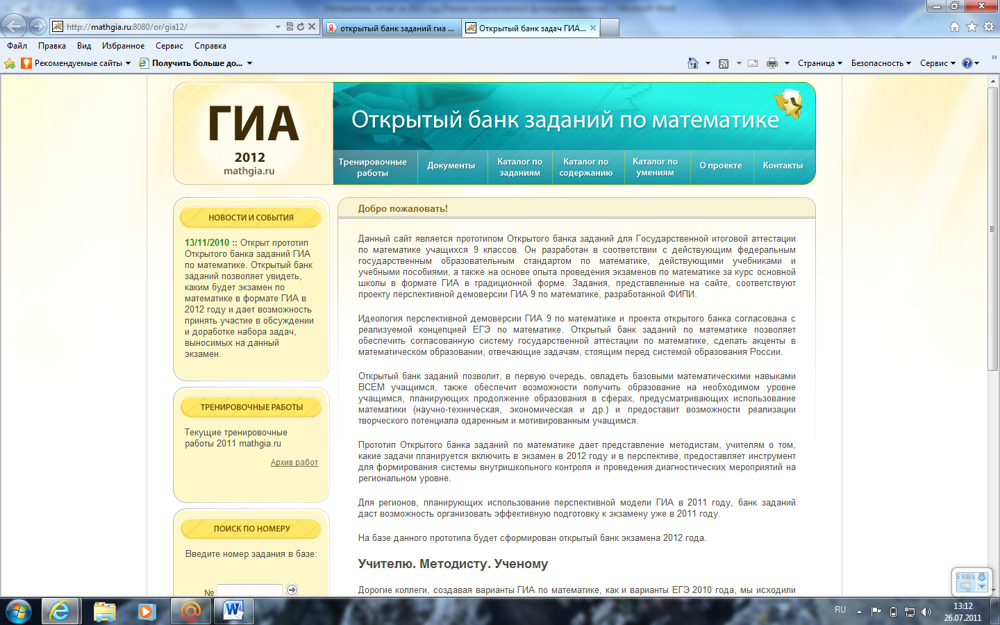 http://mathgia.ru:8080/or/gia12/
открытый банк заданий гиа ...
Открытый банк задач ГИА...
Файл Правка Вид Избранное Сервис Справка
Рекомендуемые сайты Получить больше до...
Страница Безопасность Сервис
ГИА
2012
mathgia.ru
Открытый банк заданий по математике
Тренировочные работы
Документы
Каталог по заданиям
Каталог по содержанию
Каталог по умениям
О проекте
Контакты
НОВОСТИ И СОБЫТИЯ
13/11/2010 :: Открыт прототип
Открытого банка заданий ГИА
по математике. Открытый банк
заданий позволяет увидеть,
каким будет экзамен по
математике в формате ГИА в
2012 году и дает возможность
принять участие в обсуждении
и доработке набора задач,
выносимых на данный
экзамен.
ТРЕНИРОВОЧНЫЕ РАБОТЫ
Текущие тренировочные
работы 2011 mathgia.ru
Архив работ
ПОИСК ПО НОМЕРУ
Введите номер задания в базе:
№
Добро пожаловать!
Данный сайт является прототипом Открытого банка заданий для Государственной итоговой аттестации
по математике учащихся 9 классов. Он разработан в соответствии с действующим федеральным
государственным образовательным стандартом по математике, действующими учебниками и
учебными пособиями, а также на основе опыта проведения экзаменов по математике за курс основной
школы в формате ГИА в традиционной форме. Задания, представленные на сайте, соответствуют
проекту перспективной демоверсии ГИА 9 по математике, разработанной ФИПИ.
Идеология перспективной демоверсии ГИА 9 по математике и проекта открытого банка согласована с
реализуемой концепцией ЕГЭ по математике. Открытый банк заданий по математике позволяет
обеспечить согласованную систему государственной аттестации по математике, сделать акценты в
математическом образовании, отвечающие задачам, стоящим перед системой образования России.
Открытый банк заданий позволит, в первую очередь, овладеть базовыми математическими навыками
ВСЕМ учащимся, также обеспечит возможности получить образование на необходимом уровне
учащимся, планирующих продолжение образования в сферах, предусматривающих использование
математики (научно-техническая, экономическая и др.) и предоставит возможности реализации
творческого потенциала одаренным и мотивированным учащимся.
Прототип Открытого банка заданий по математике дает представление методистам, учителям о том,
какие задачи планируется включить в экзамен в 2012 году и в перспективе, предоставляет инструмент
для формирования системы внутришкольного контроля и проведения диагностических мероприятий на
региональном уровне.
Для регионов, планирующих использование перспективной модели ГИА в 2011 году, банк заданий
даст возможность организовать эффективную подготовку к экзамену уже в 2011 году.
На базе данного прототипа будет сформирован открытый банк экзамена 2012 года.
Учителю. Методисту. Ученому
Дорогие коллеги, создавая варианты ГИА по математике, как и варианты ЕГЭ 2010 года, мы исходили
5 KB/s
RU
13:12
26.07.2011